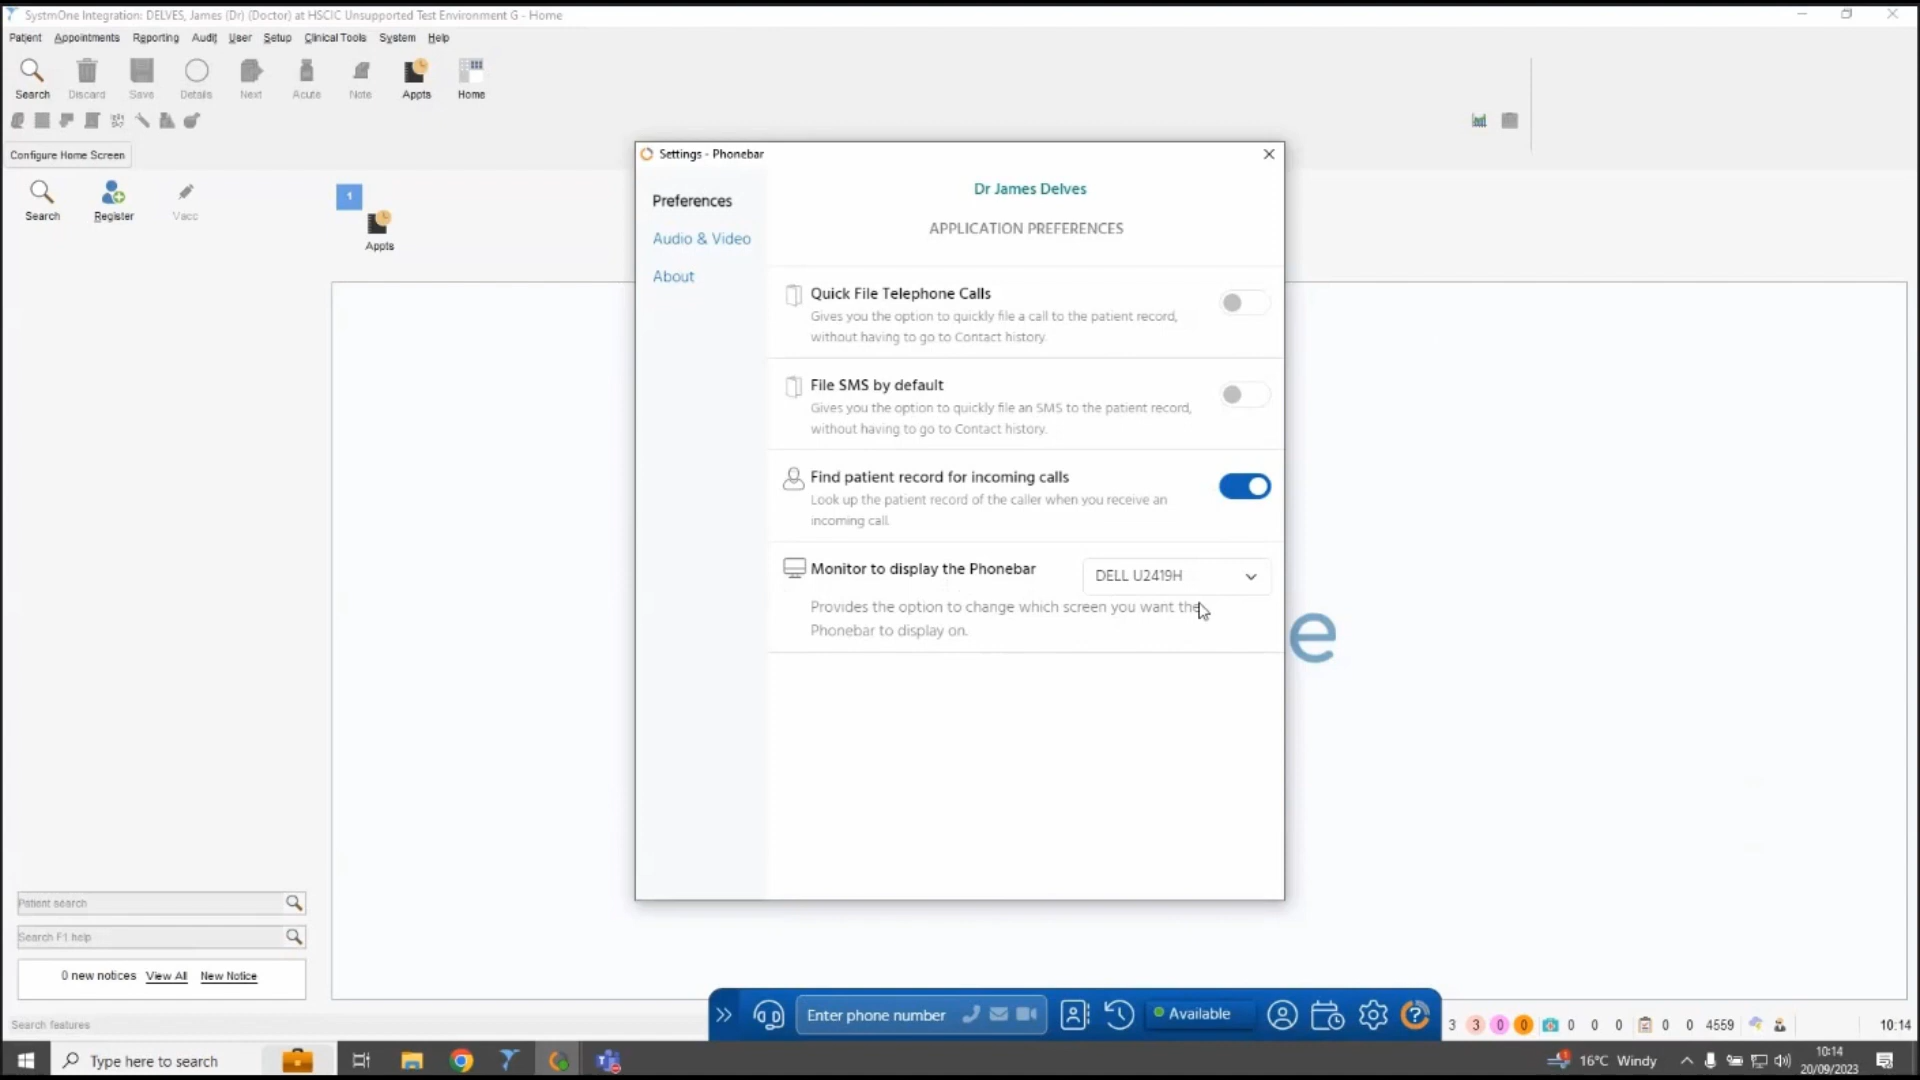 SystmOne Integration: DELVES, James (Dr) (Doctor) at HSCIC Unsupported Test Environment G - Home
Patient Appointments Reporting Audit User Setup Clinical Tools System Help
Search Discard Save Details Next Acute Note Appts Home
Configure Home Screen
Search Register Vacc
1
Appts
Settings - Phonebar
Preferences
Audio & Video
About
Dr James Delves
APPLICATION PREFERENCES
Quick File Telephone Calls
Gives you the option to quickly file a call to the patient record,
without having to go to Contact history.
File SMS by default
Gives you the option to quickly file an SMS to the patient record,
without having to go to Contact history.
Find patient record for incoming calls
Look up the patient record of the caller when you receive an
incoming call.
Monitor to display the Phonebar
DELL U2419H
Provides the option to change which screen you want the
Phonebar to display on.
e
Patient search
Search F1 help
0 new notices View All New Notice
Search features
Enter phone number
Available
3 3 0 0 0 0 0 0 0 4559
10:14
Type here to search
16°C Windy
10:14
20/09/2023